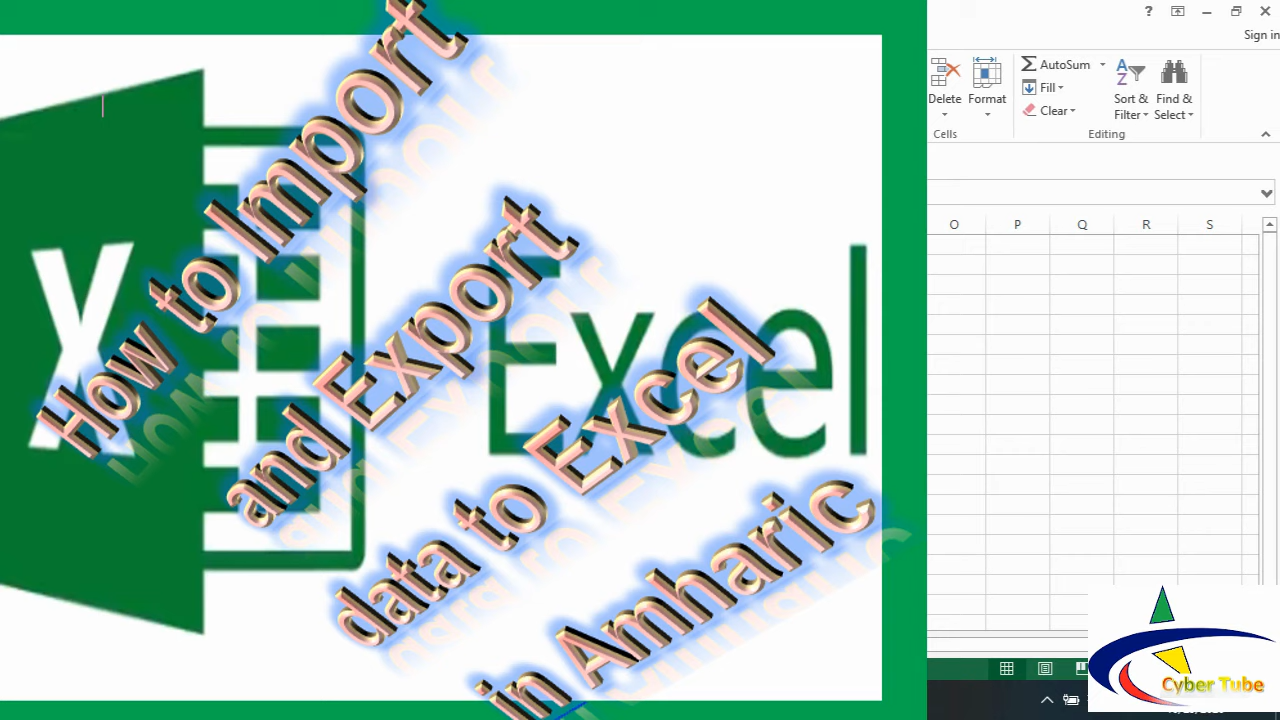 How to Import
and Export
data to Excel
in Amharic
X
Excel
?
Sign in
Delete
Format
Cells
AutoSum
Fill
Clear
Sort &
Filter
Find &
Select
Editing
O P Q R S
Cyber Tube